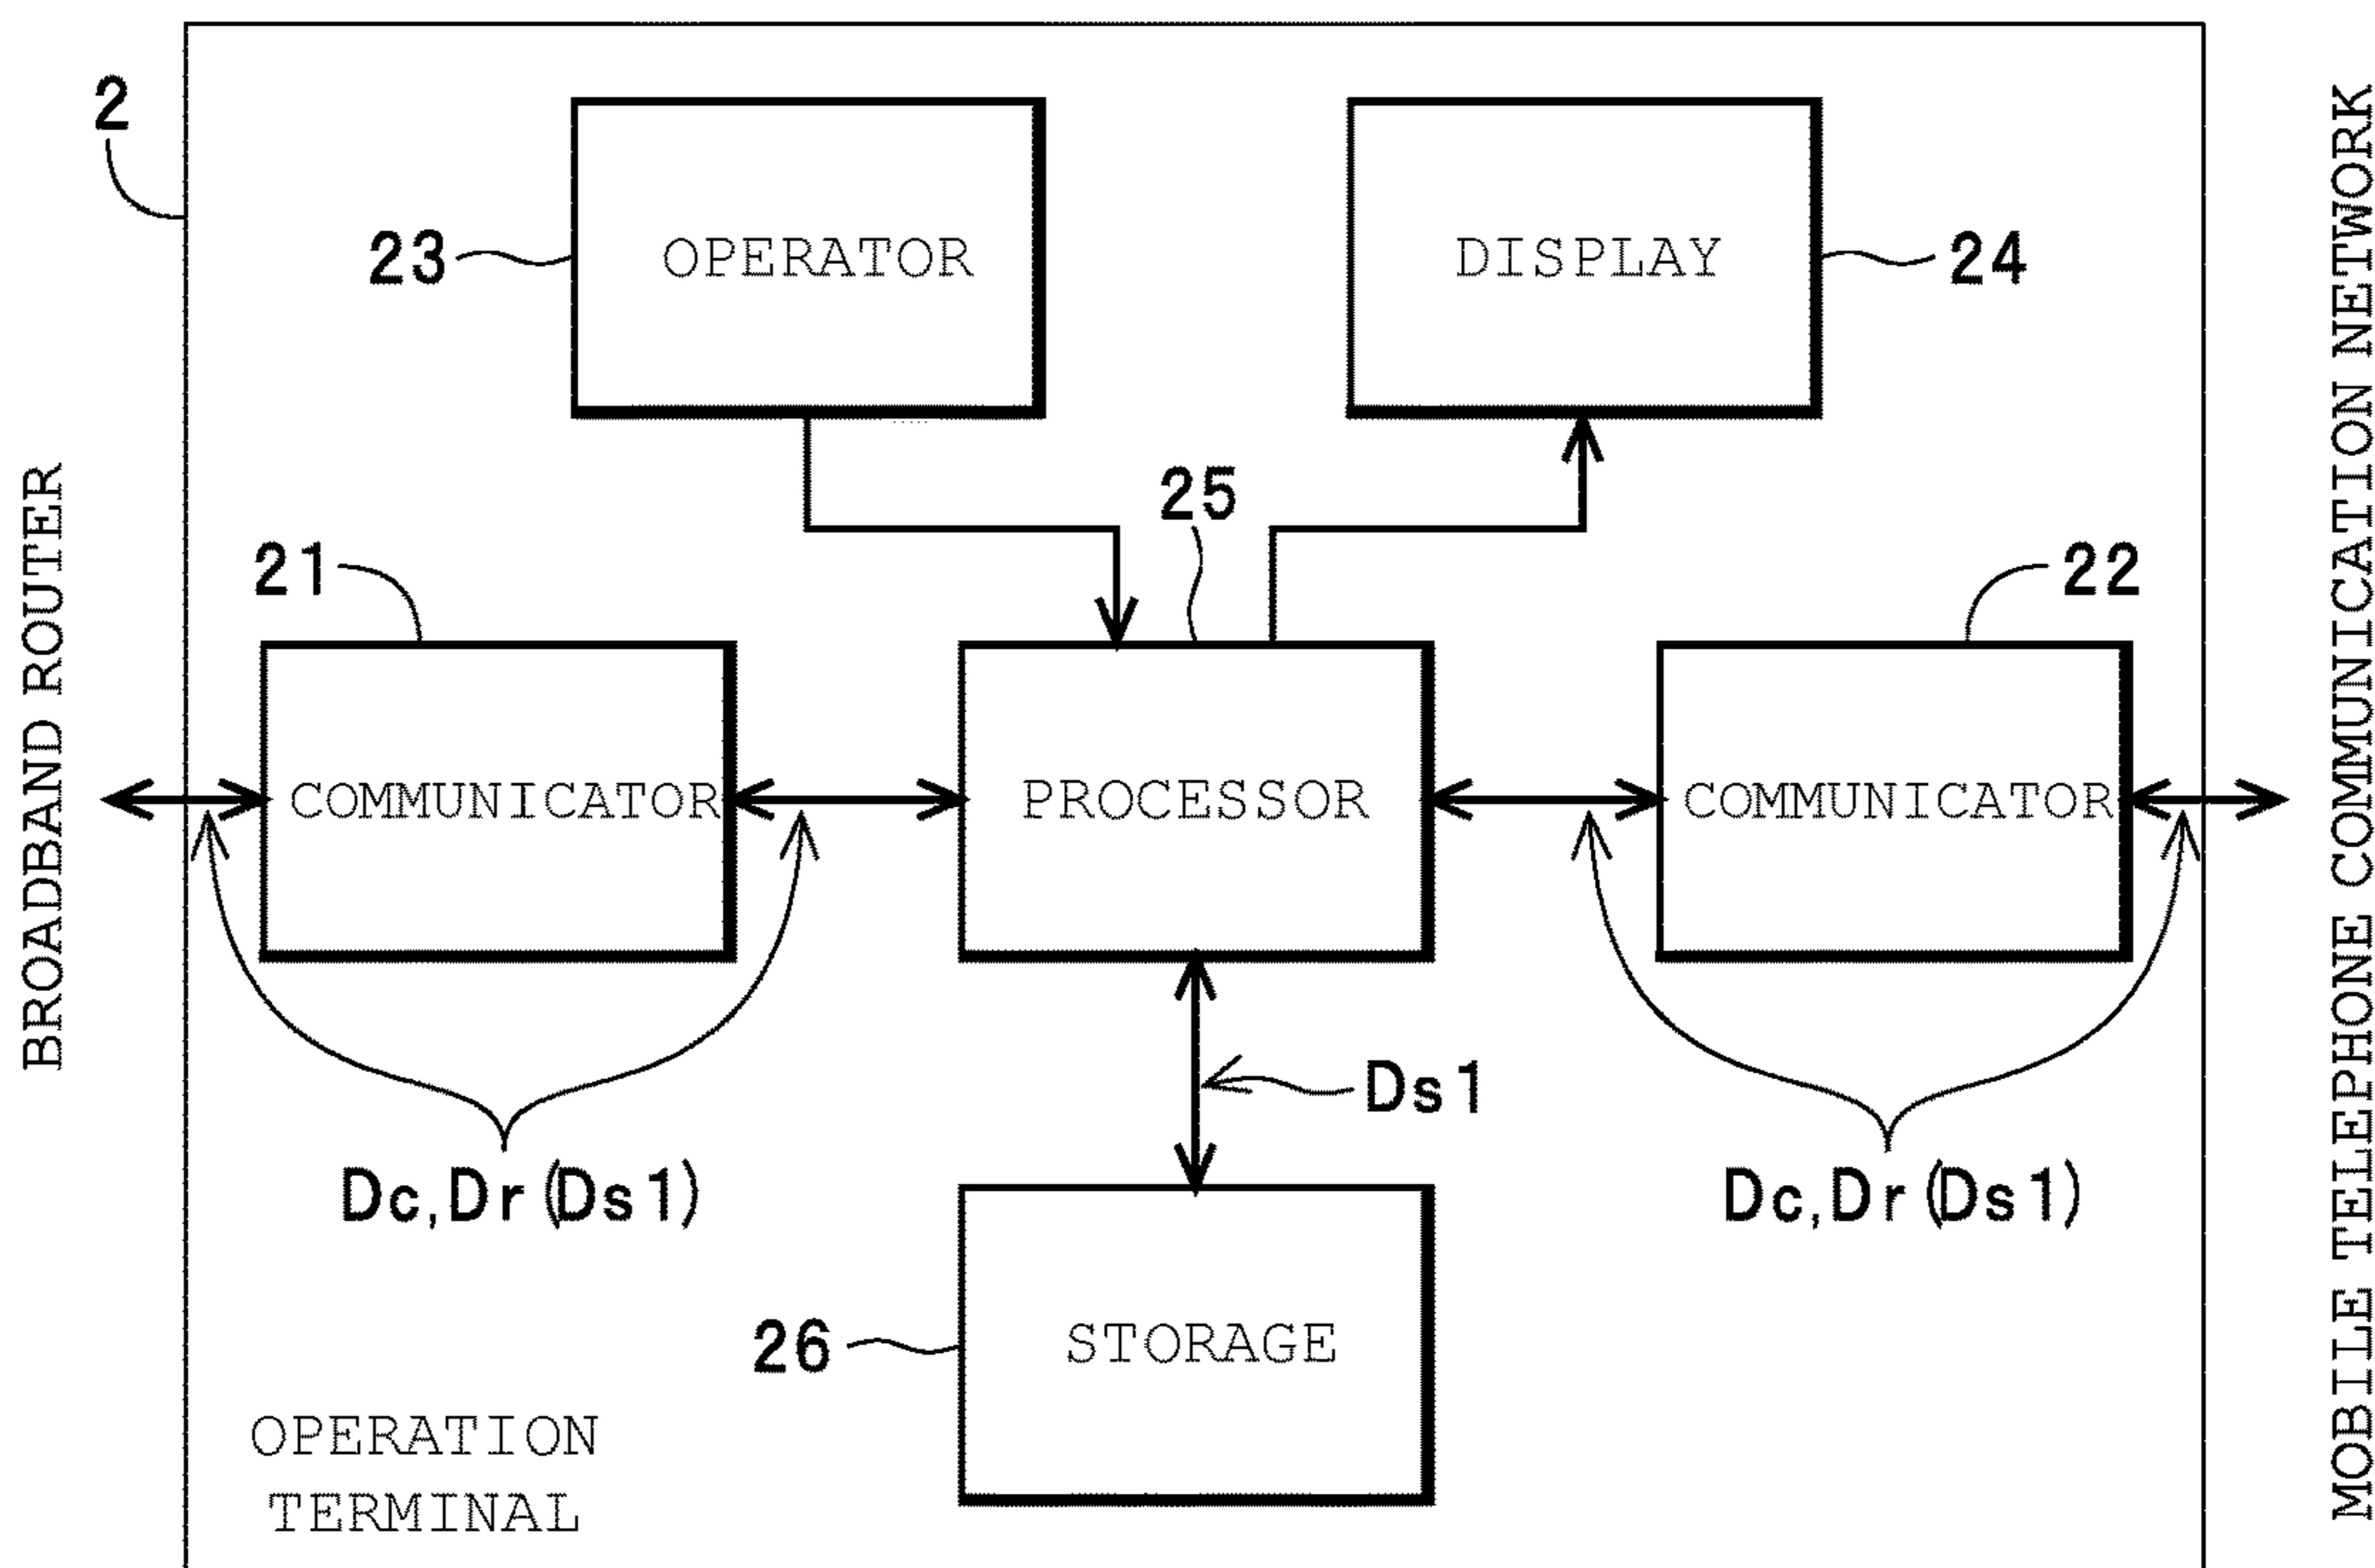 2
23
OPERATOR
DISPLAY
24
BROADBAND ROUTER
MOBILE TELEPHONE COMMUNICATION NETWORK
25
21
22
COMMUNICATOR
PROCESSOR
COMMUNICATOR
Ds1
Dc,Dr(Ds1)
Dc,Dr(Ds1)
26
STORAGE
OPERATION
TERMINAL